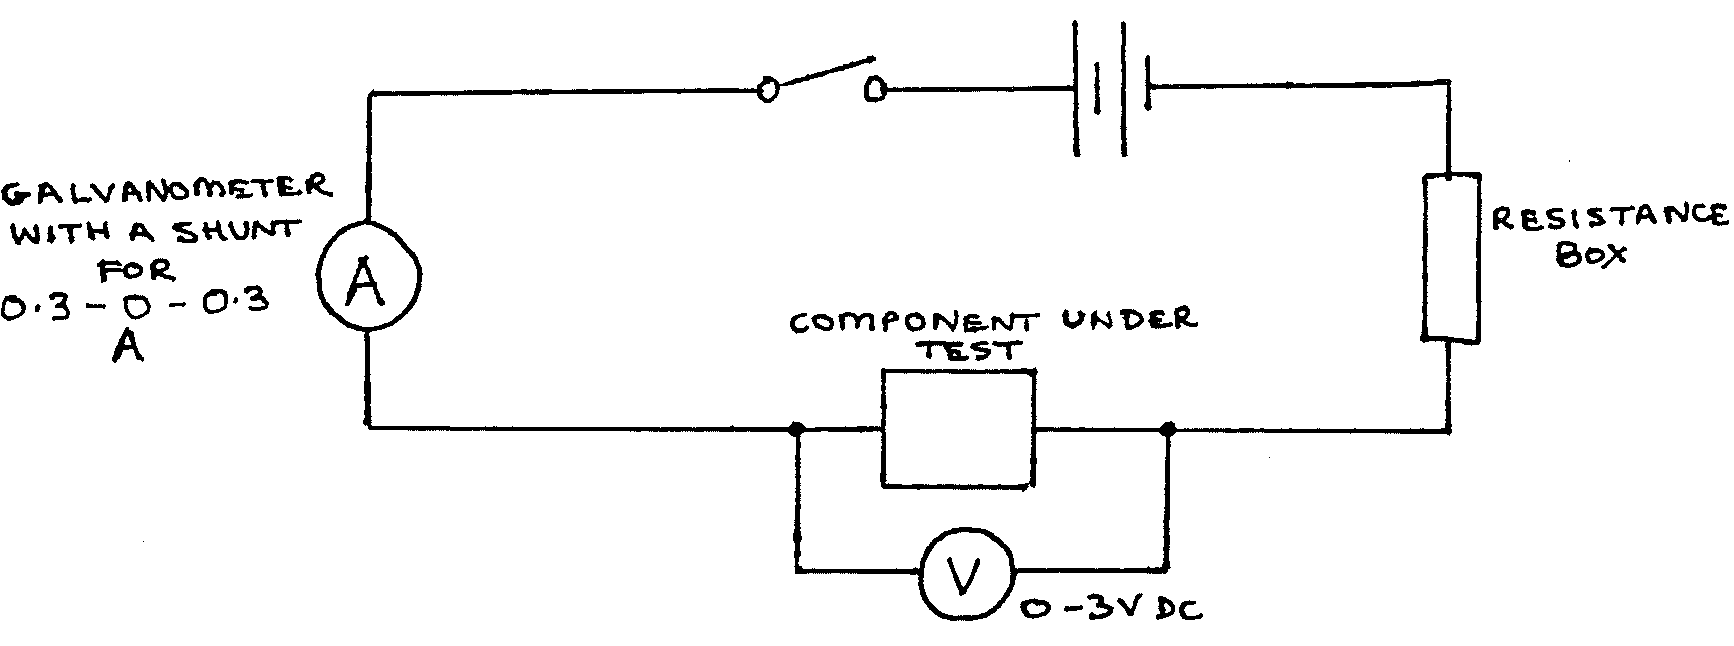 GALVANOMETER
WITH A SHUNT
FOR
0.3 - 0 - 0.3
A
A
COMPONENT UNDER
TEST
RESISTANCE
BOX
V
0-3V DC